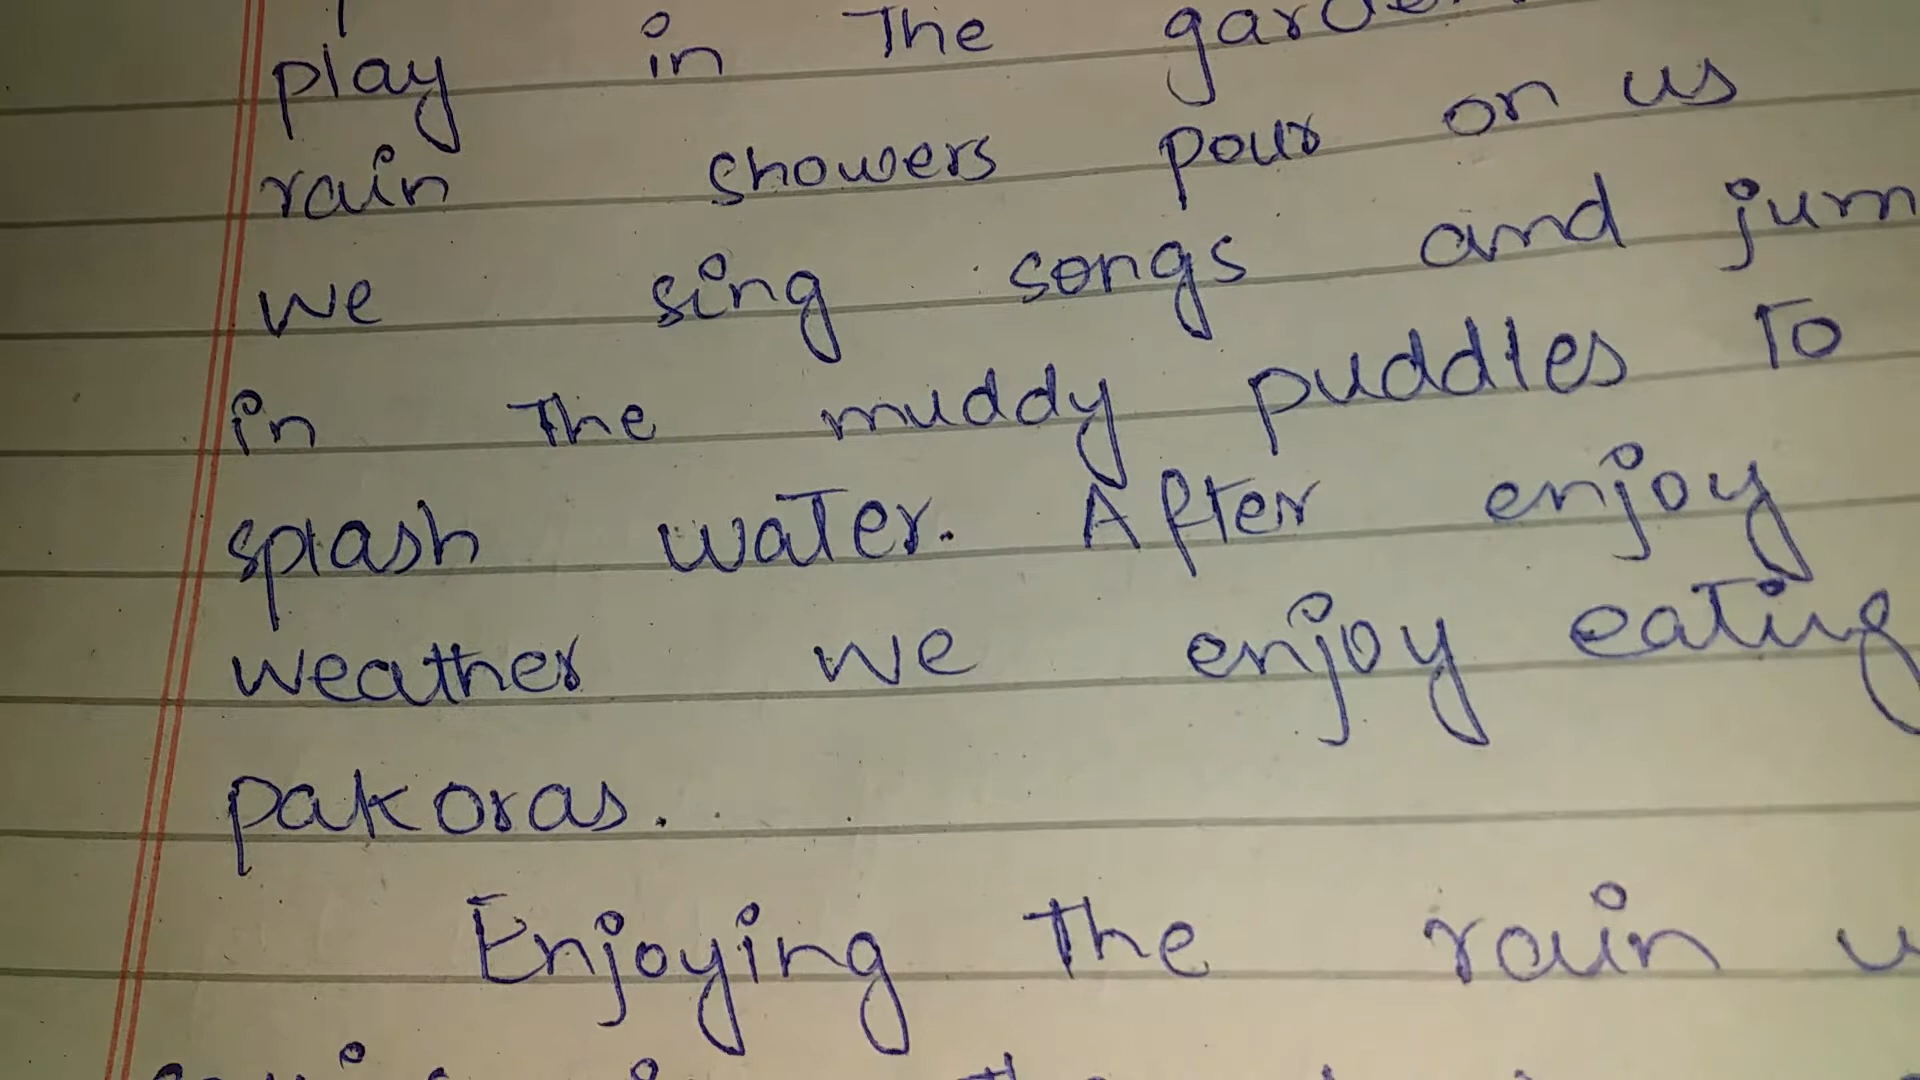 play in The
rain showers pour on us
we sing songs and
in The muddy puddles To
splash water. After enjoy
weather we enjoy eating
pakoras.
Enjoying The rain